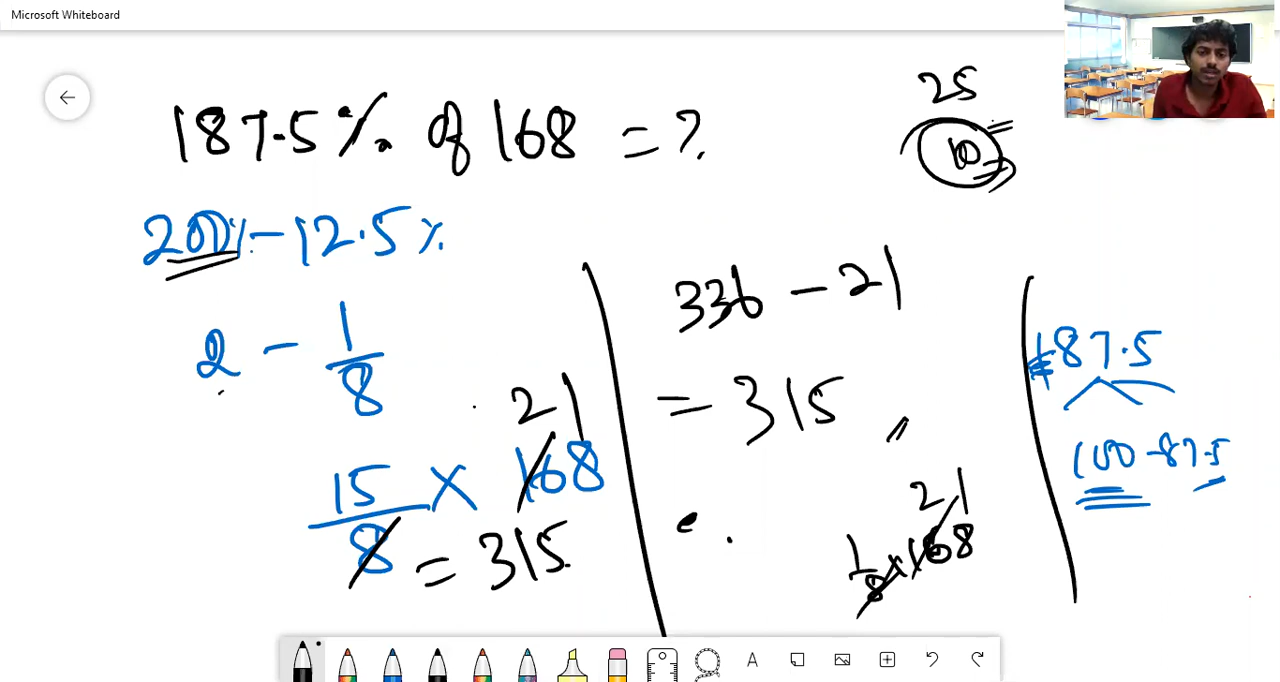 Microsoft Whiteboard
187.5% of 168 = ?
25
10
200% - 12.5%
2 - 1/8
21
15/8 × 168
= 315
336 - 21
= 315
21
1/8 × 168
187.5
100 - 87.5
A